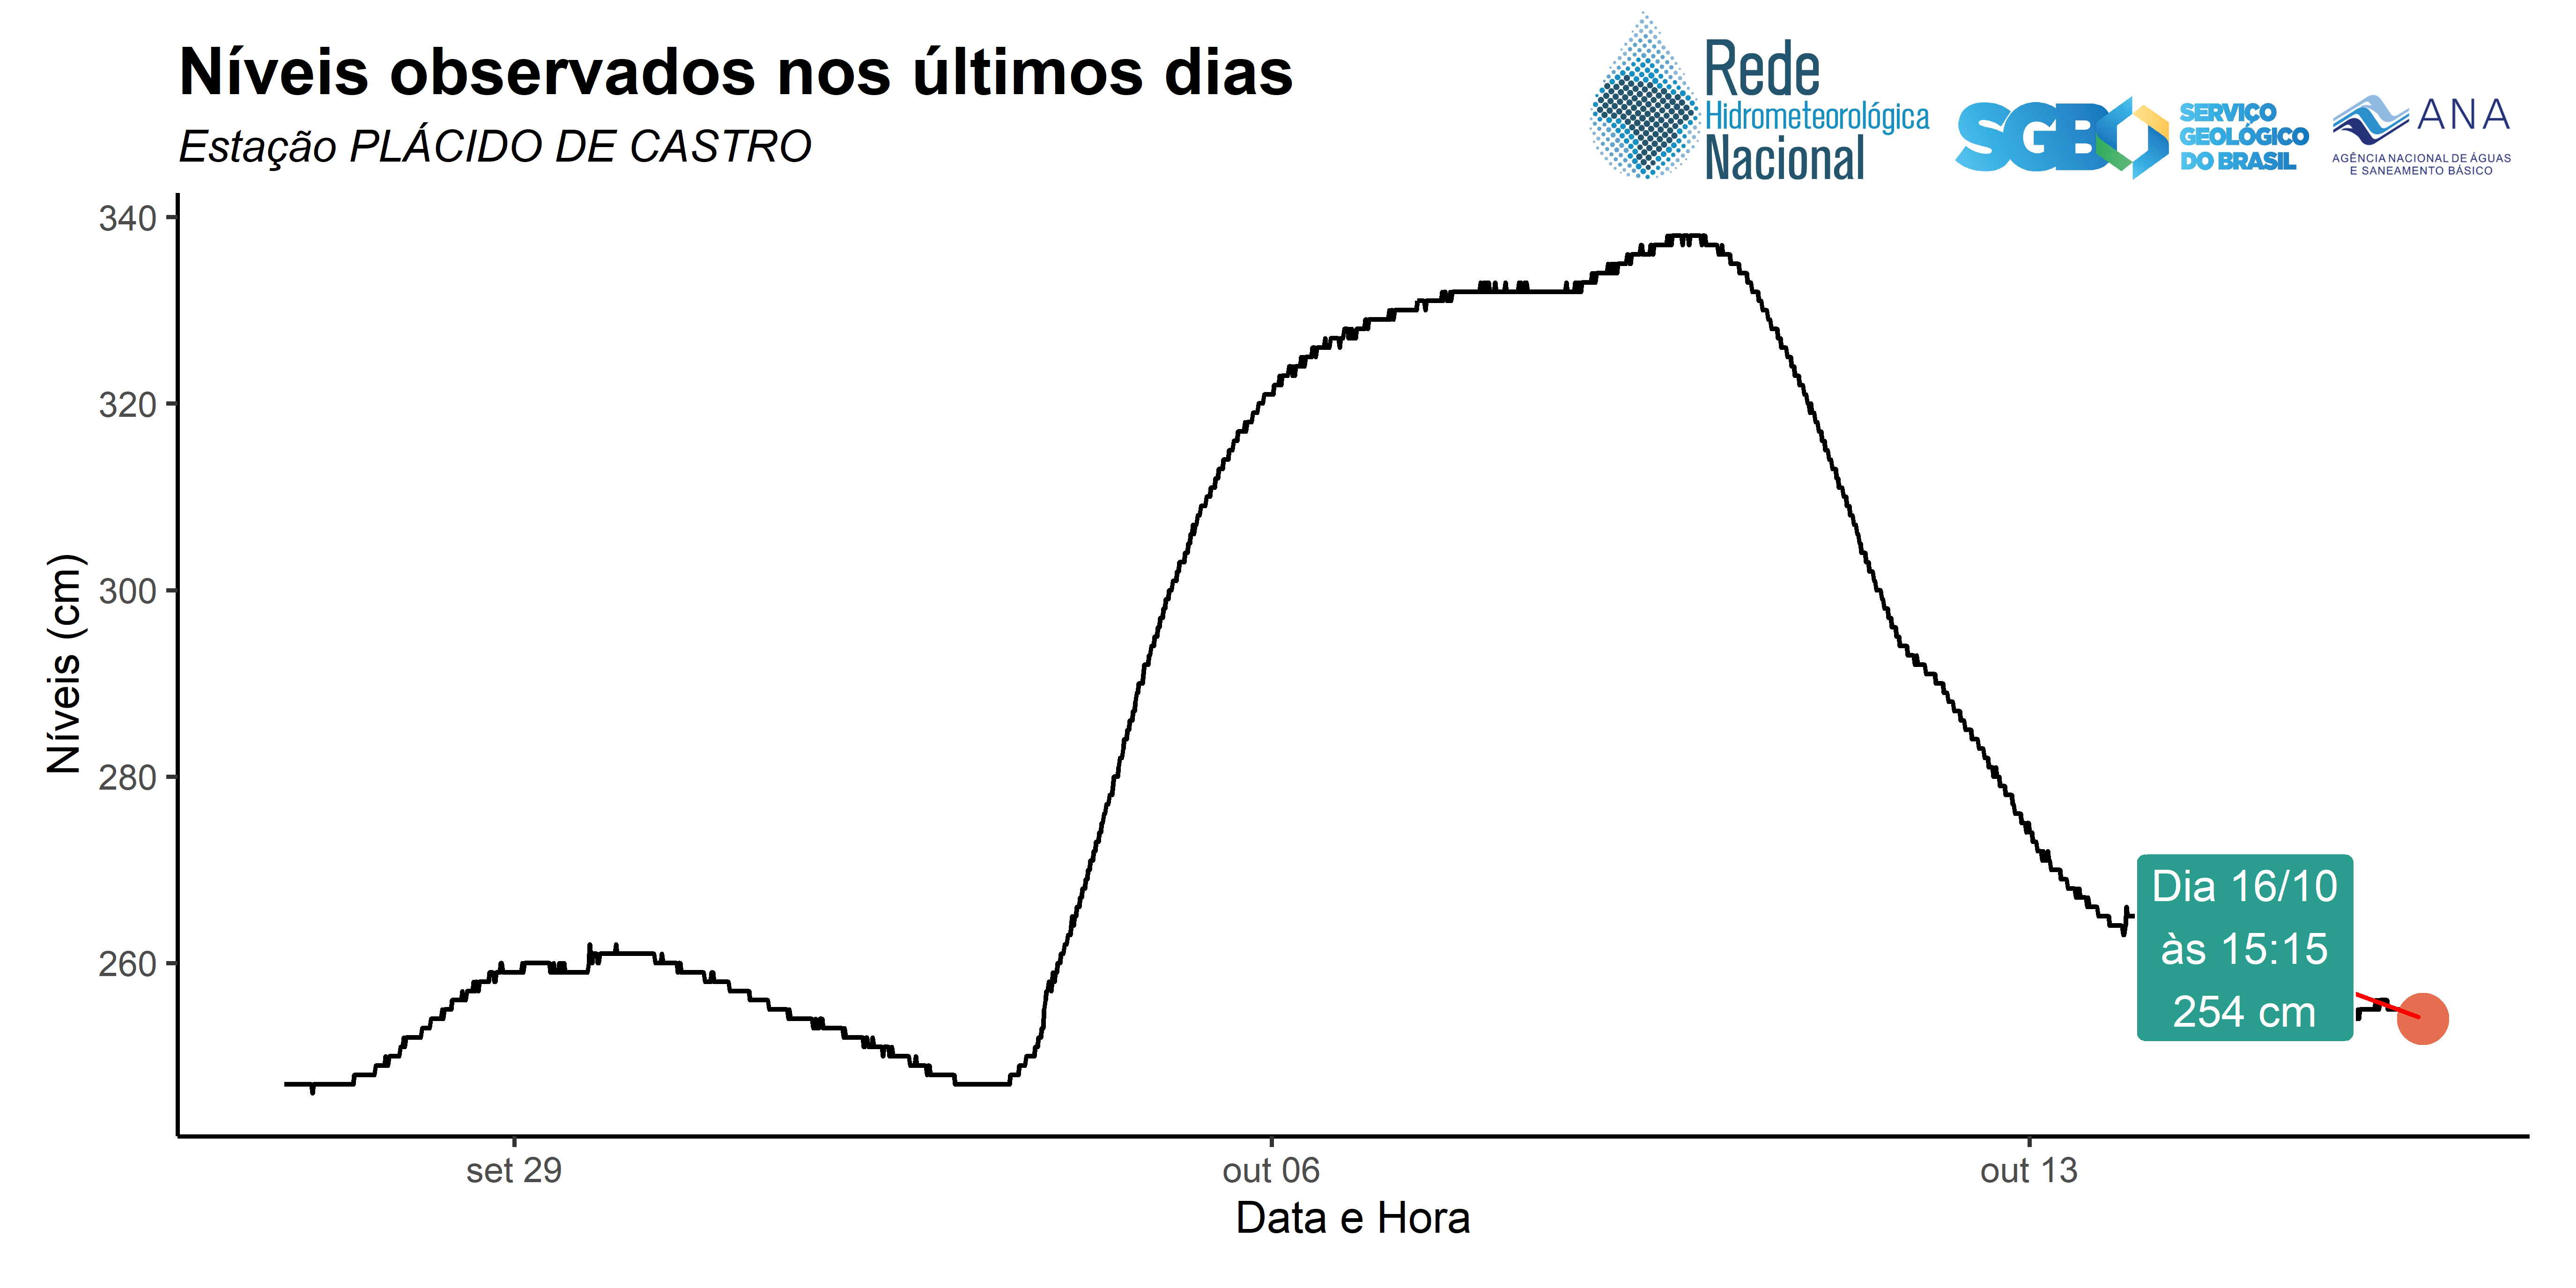 Níveis observados nos últimos dias
Estação PLÁCIDO DE CASTRO
Rede
Hidrometeorológica
Nacional
SGB
SERVIÇO
GEOLÓGICO
DO BRASIL
ANA
AGÊNCIA NACIONAL DE ÁGUAS
E SANEAMENTO BÁSICO
Níveis (cm)
340
320
300
280
260
Dia 16/10
às 15:15
254 cm
set 29
out 06
out 13
Data e Hora